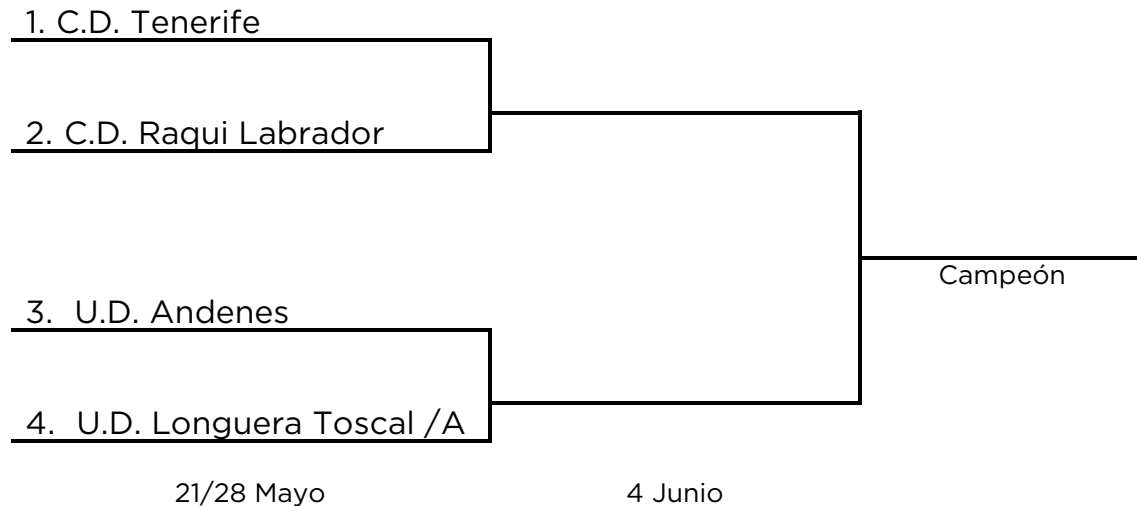 1. C.D. Tenerife
2. C.D. Raqui Labrador
Campeón
3. U.D. Andenes
4. U.D. Longuera Toscal /A
21/28 Mayo
4 Junio